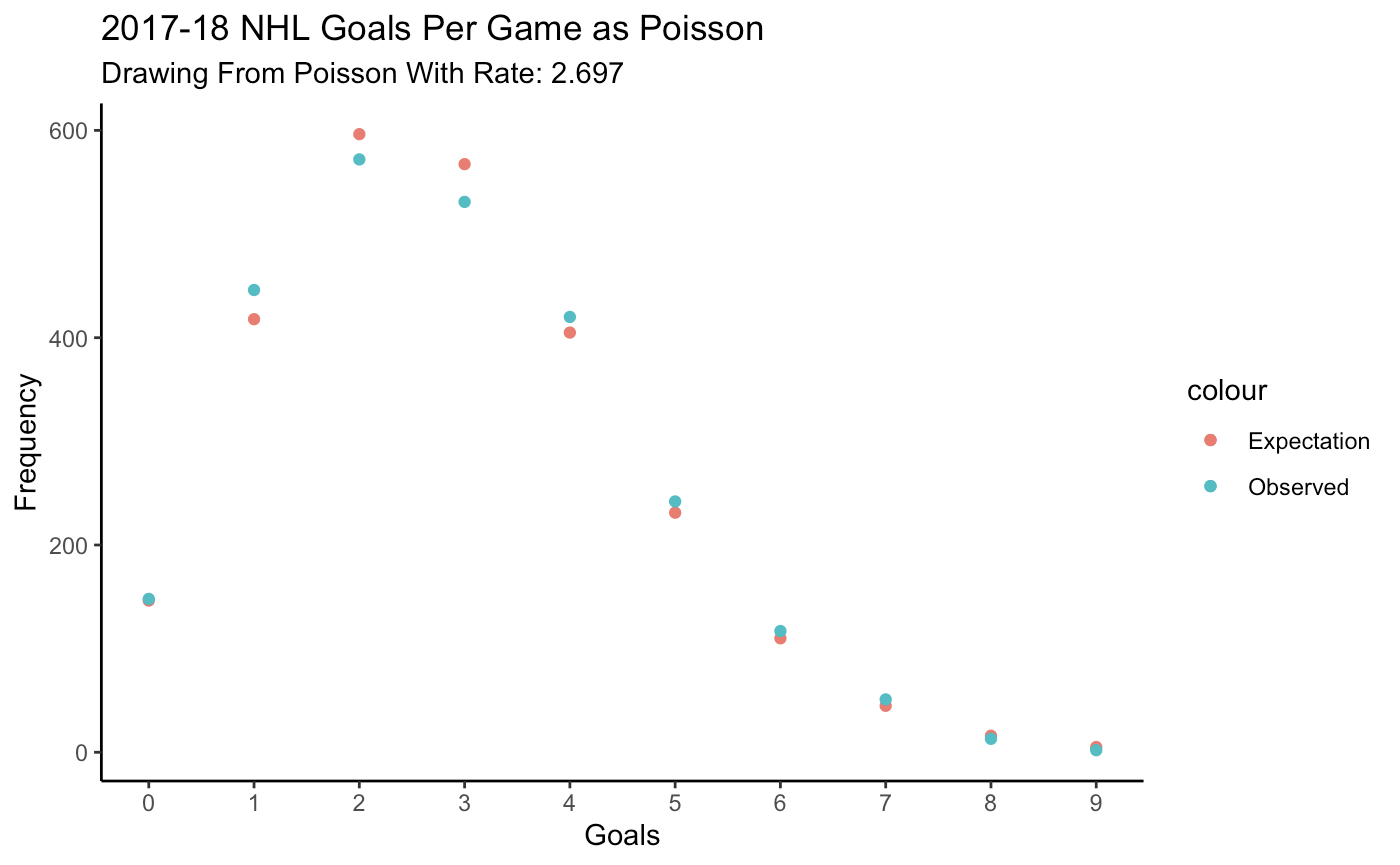 2017-18 NHL Goals Per Game as Poisson
Drawing From Poisson With Rate: 2.697
600
400
200
0
Frequency
0 1 2 3 4 5 6 7 8 9
Goals
colour
Expectation
Observed